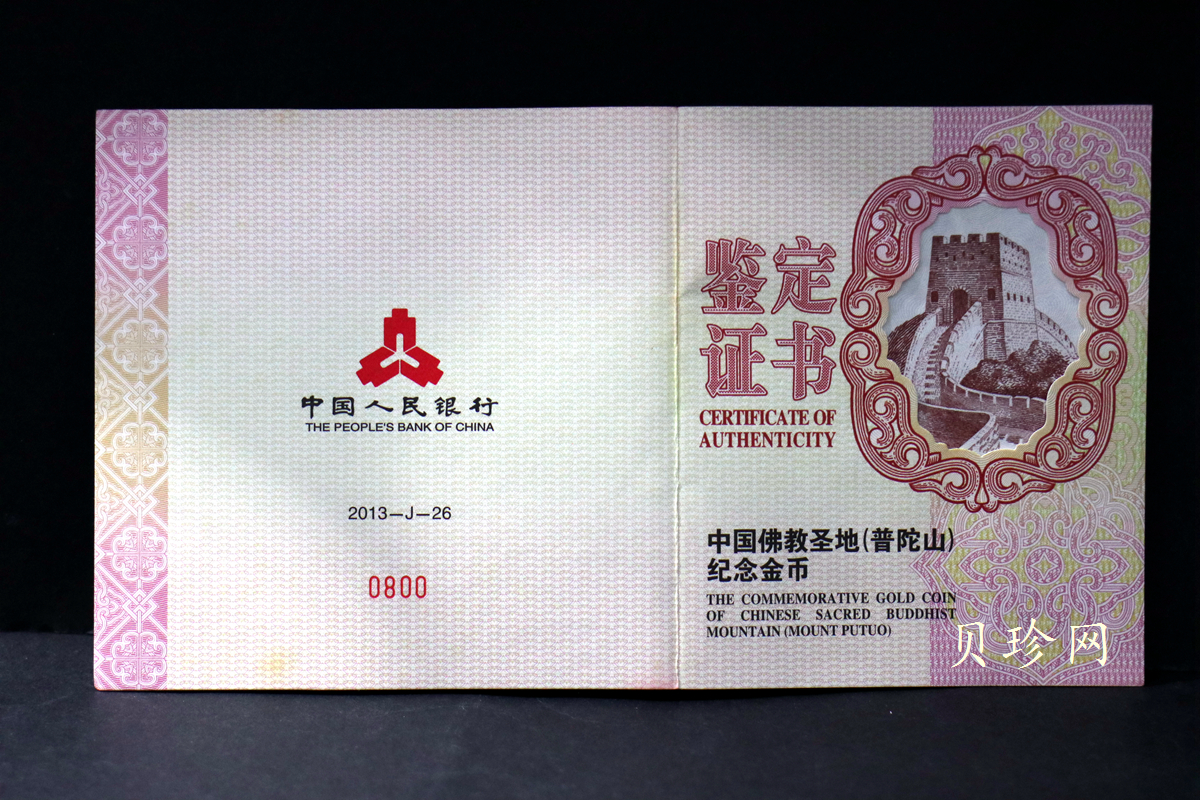 中国人民银行
THE PEOPLE'S BANK OF CHINA
2013—J—26
0800
鉴定
证书
CERTIFICATE OF
AUTHENTICITY
中国佛教圣地(普陀山)
纪念金币
THE COMMEMORATIVE GOLD COIN
OF CHINESE SACRED BUDDHIST
MOUNTAIN (MOUNT PUTUO)
贝珍网